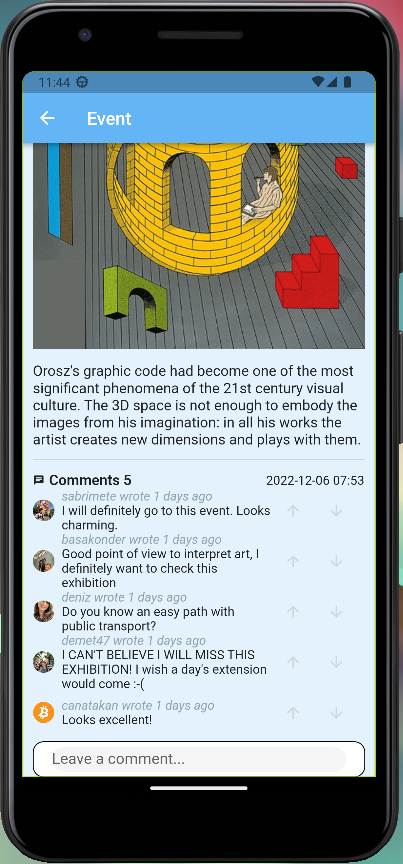 11:44
Event
Orosz's graphic code had become one of the most
significant phenomena of the 21st century visual
culture. The 3D space is not enough to embody the
images from his imagination: in all his works the
artist creates new dimensions and plays with them.
Comments 5 2022-12-06 07:53
sabrimete wrote 1 days ago
I will definitely go to this event. Looks
charming.
basakonder wrote 1 days ago
Good point of view to interpret art, I
definitely want to check this
exhibition
deniz wrote 1 days ago
Do you know an easy path with
public transport?
demet47 wrote 1 days ago
I CAN'T BELIEVE I WILL MISS THIS
EXHIBITION! I wish a day's extension
would come :-(
canatakan wrote 1 days ago
Looks excellent!
Leave a comment...